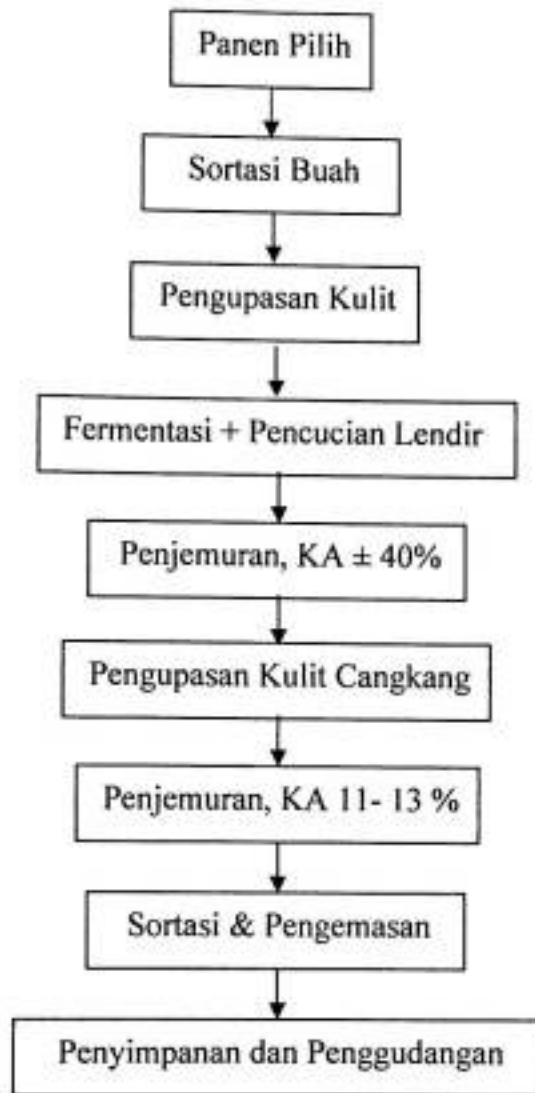 Panen Pilih
Sortasi Buah
Pengupasan Kulit
Fermentasi + Pencucian Lendir
Penjemuran, KA ± 40%
Pengupasan Kulit Cangkang
Penjemuran, KA 11- 13 %
Sortasi & Pengemasan
Penyimpanan dan Penggudangan